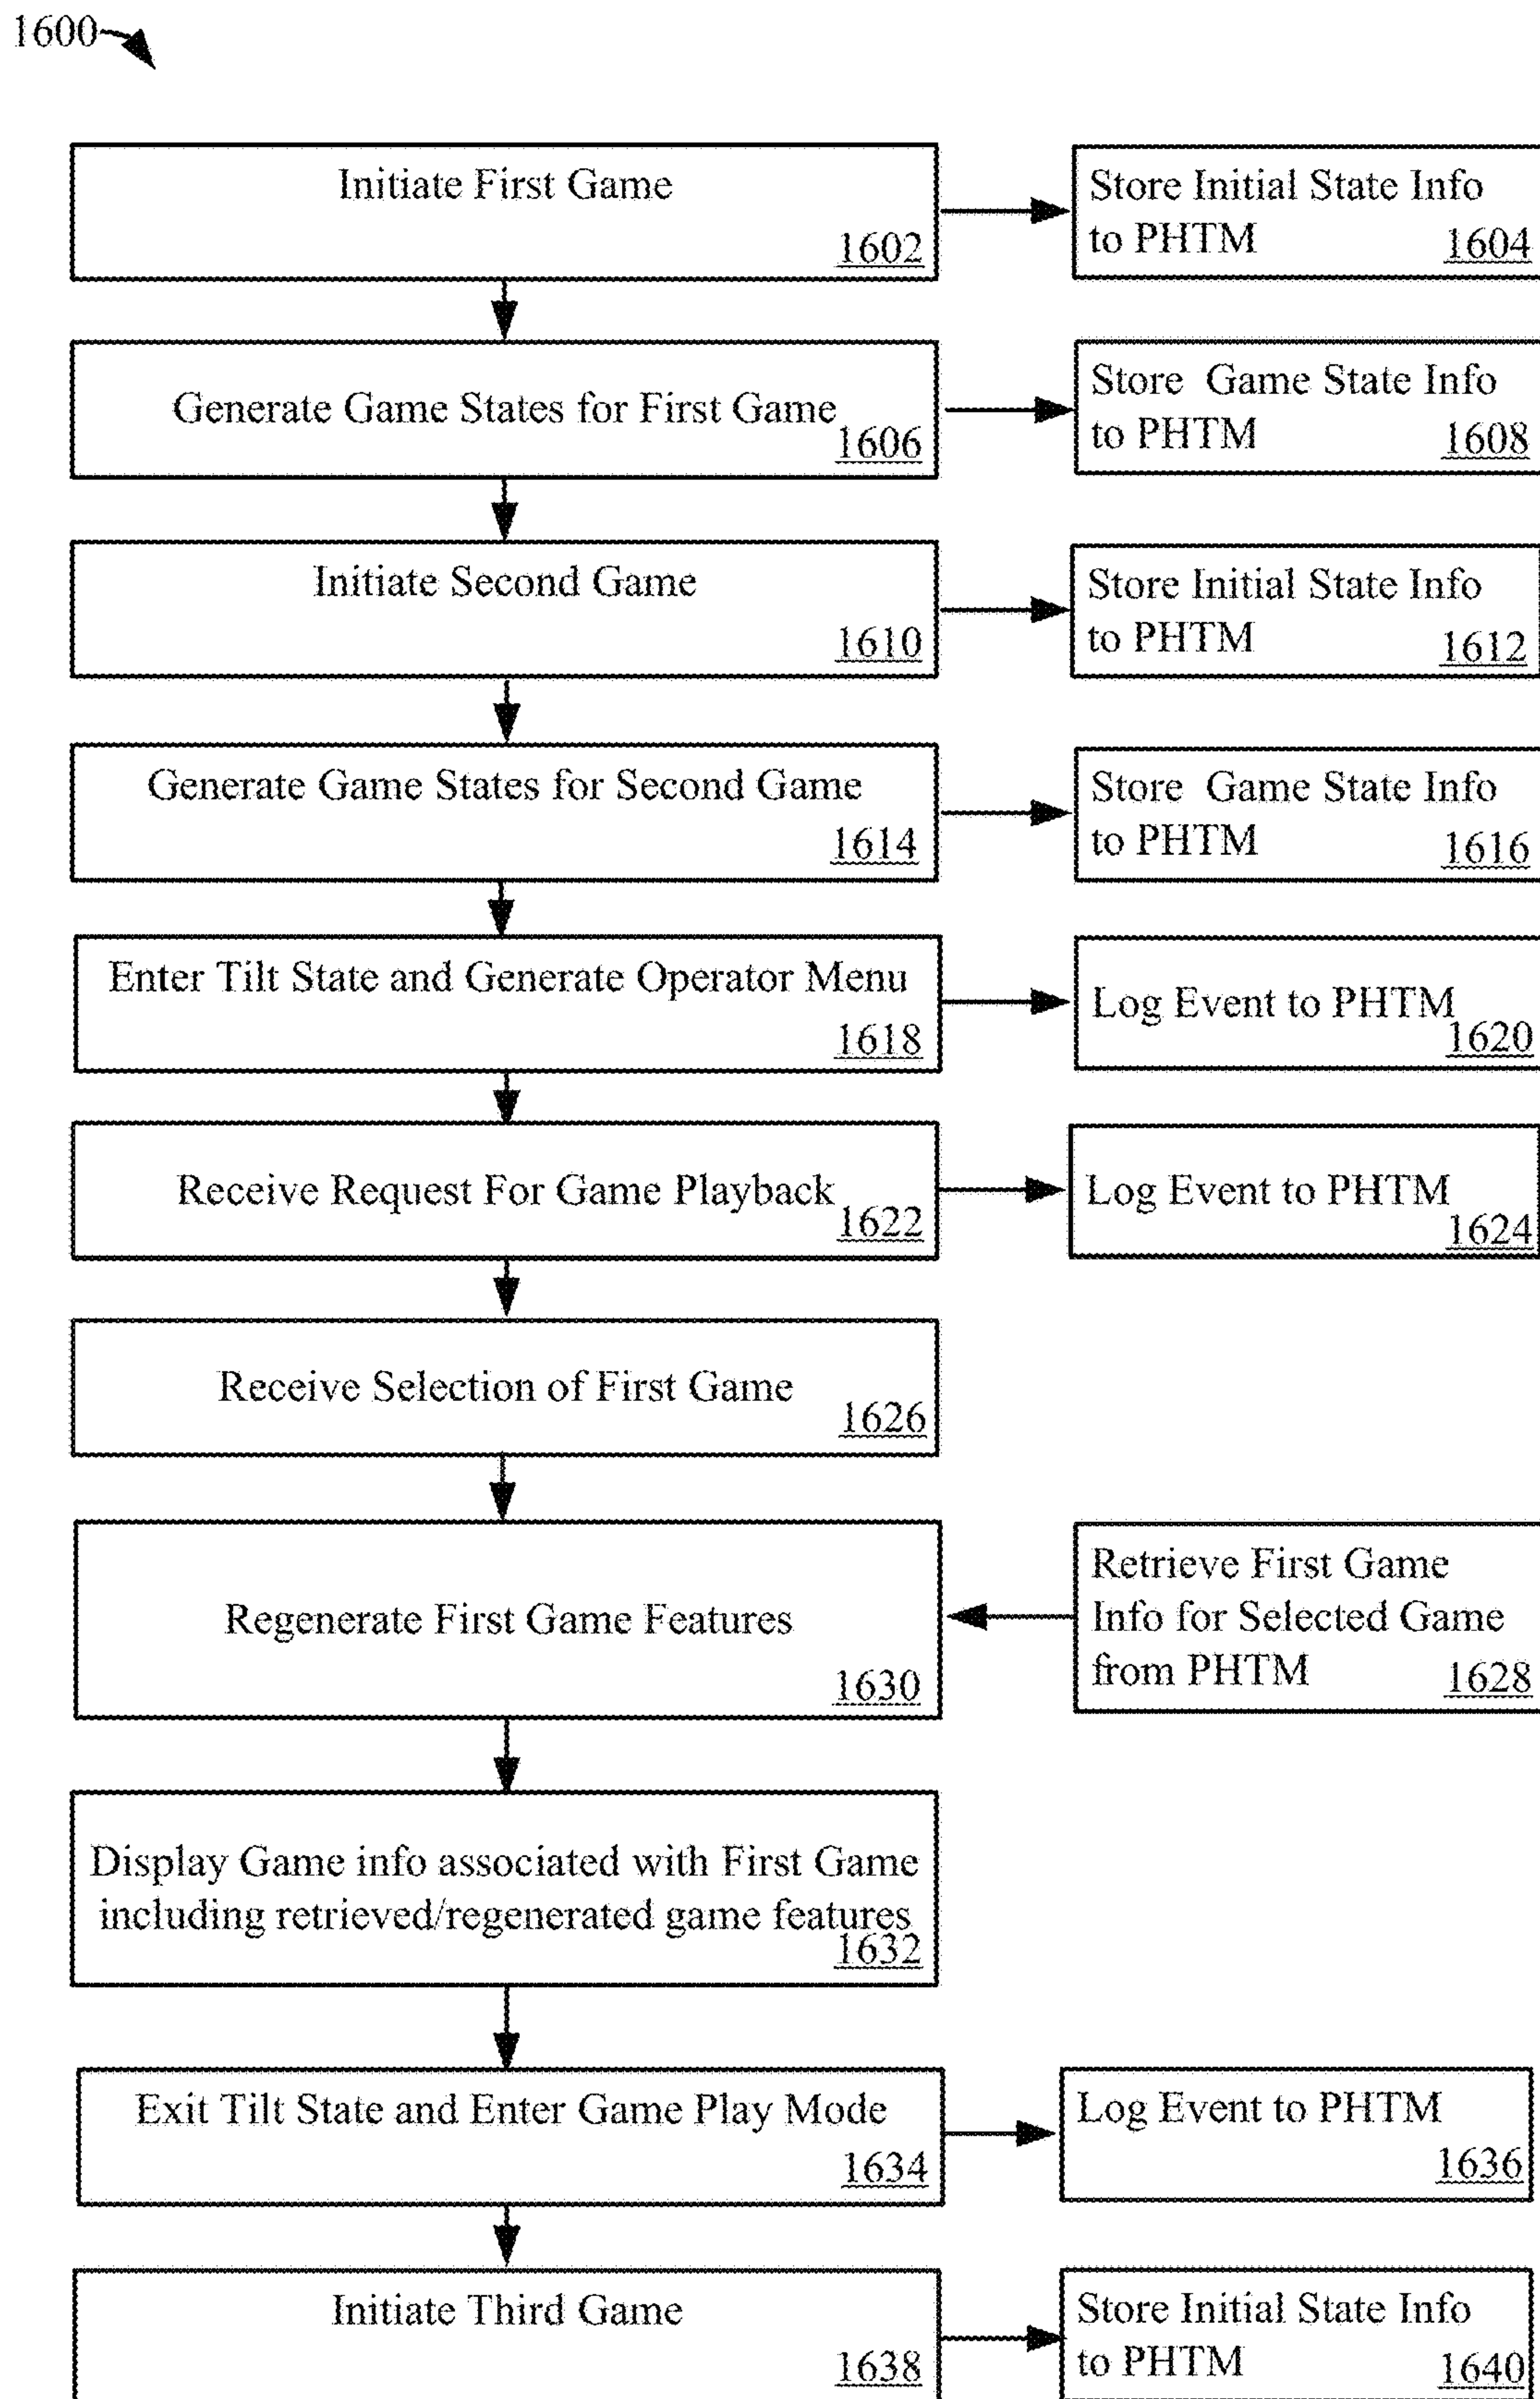 1600
Initiate First Game
1602
Store Initial State Info
to PHTM
1604
Generate Game States for First Game
1606
Store Game State Info
to PHTM
1608
Initiate Second Game
1610
Store Initial State Info
to PHTM
1612
Generate Game States for Second Game
1614
Store Game State Info
to PHTM
1616
Enter Tilt State and Generate Operator Menu
1618
Log Event to PHTM
1620
Receive Request For Game Playback
1622
Log Event to PHTM
1624
Receive Selection of First Game
1626
Regenerate First Game Features
1630
Retrieve First Game
Info for Selected Game
from PHTM
1628
Display Game info associated with First Game
including retrieved/regenerated game features
1632
Exit Tilt State and Enter Game Play Mode
1634
Log Event to PHTM
1636
Initiate Third Game
1638
Store Initial State Info
to PHTM
1640